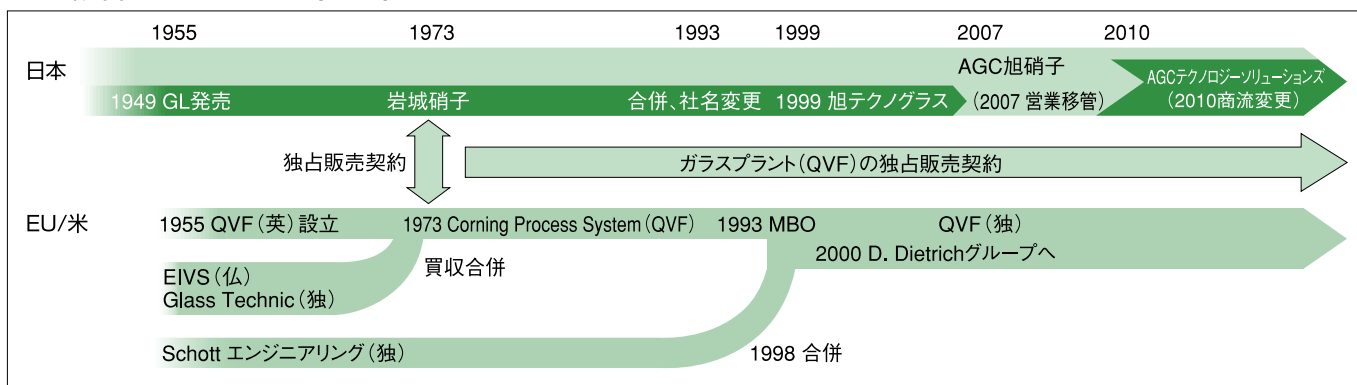 1955 1973 1993 1999 2007 2010
日本
AGC旭硝子
AGCテクノロジーソリューションズ
1949 GL発売 岩城硝子 合併、社名変更 1999 旭テクノグラス (2007 営業移管) (2010商流変更)
独占販売契約 ガラスプラント(QVF)の独占販売契約
EU/米 1955 QVF(英)設立 1973 Corning Process System(QVF) 1993 MBO QVF(独)
2000 D. Dietrichグループへ
買収合併
EIVS(仏)
Glass Technic(独)
Schott エンジニアリング(独) 1998 合併